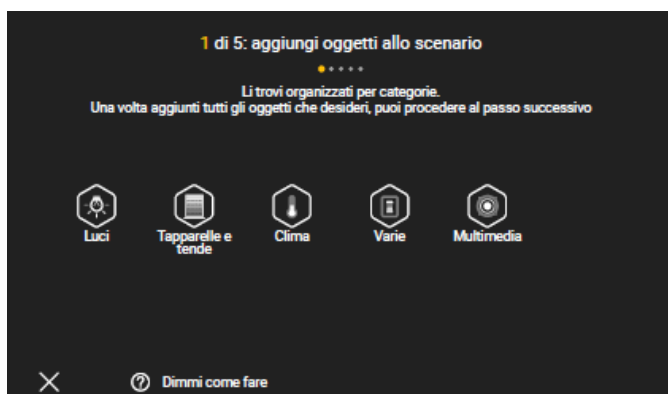 1 di 5: aggiungi oggetti allo scenario
Li trovi organizzati per categorie.
Una volta aggiunti tutti gli oggetti che desideri, puoi procedere al passo successivo
Luci
Tapparelle e
tende
Clima
Varie
Multimedia
? Dimmi come fare